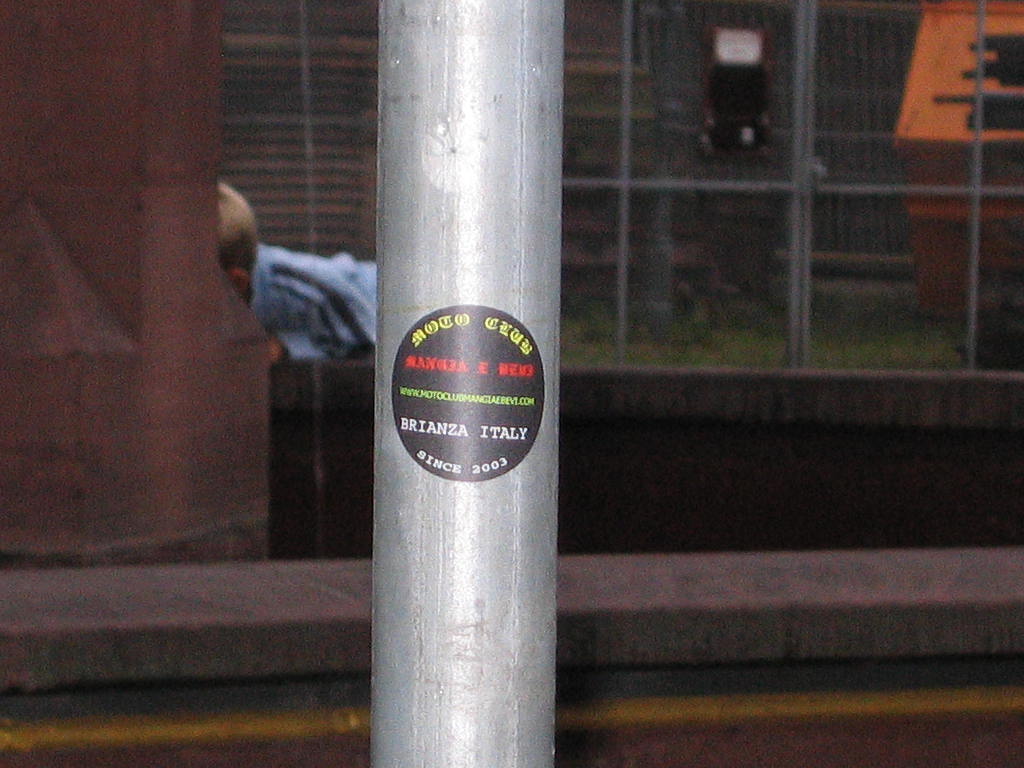 MOTO CLUB
MANGIA E BEVI
WWW.MOTOCLUBMANGIAEBEVI.COM
BRIANZA ITALY
SINCE 2003